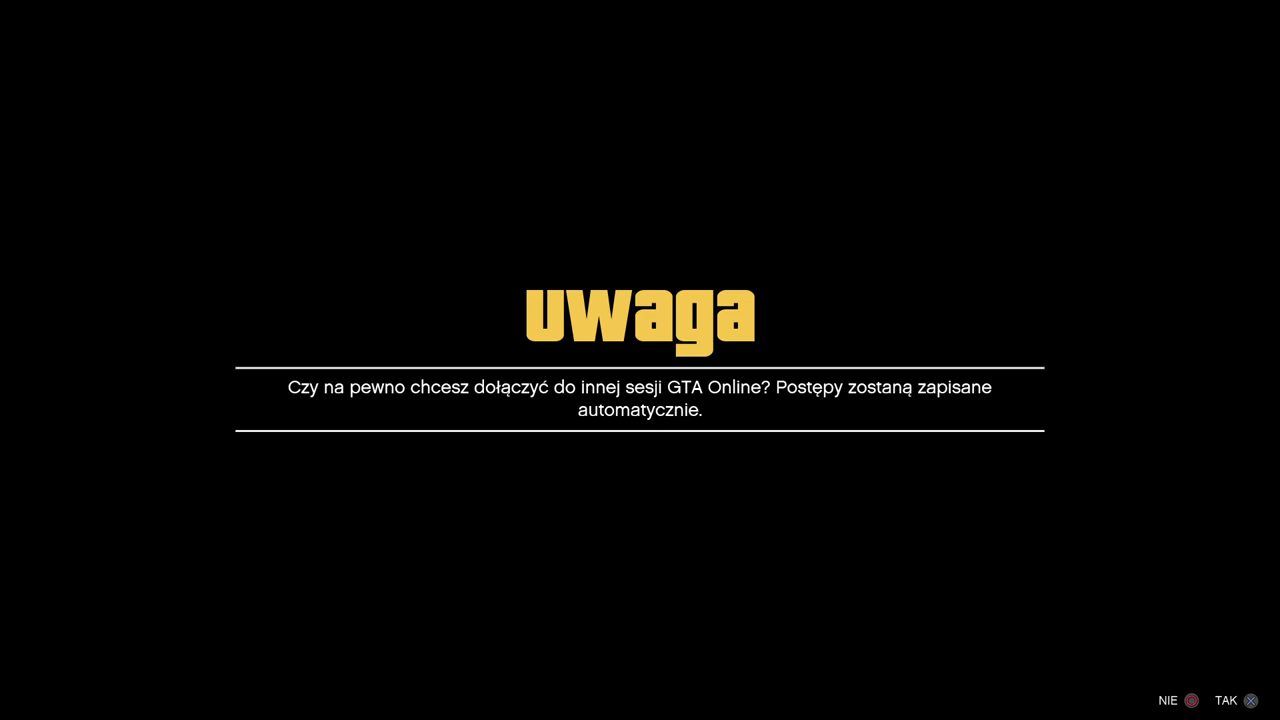 uwaga
Czy na pewno chcesz dołączyć do innej sesji GTA Online? Postępy zostaną zapisane
automatycznie.
NIE TAK